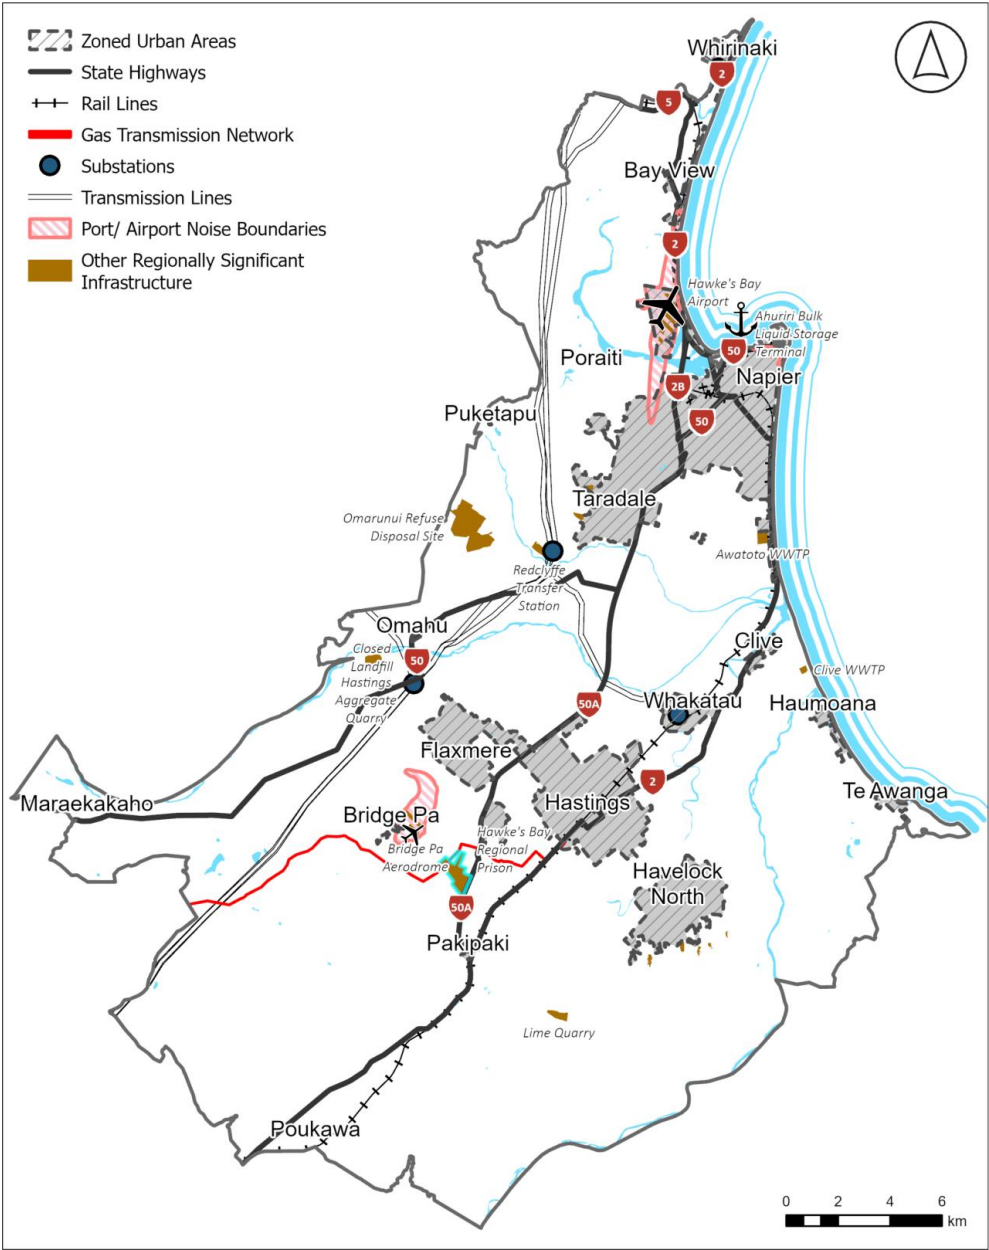 Zoned Urban Areas
State Highways
Rail Lines
Gas Transmission Network
Substations
Transmission Lines
Port/ Airport Noise Boundaries
Other Regionally Significant
Infrastructure
Whirinaki
2
5
Bay View
2
Hawke's Bay
Airport
Ahuriri Bulk
Liquid Storage
Terminal
50
Poraiti
Napier
2B
50
Puketapu
Taradale
Omarunui Refuse
Disposal Site
Awatoto WWTP
Redclyffe
Transfer
Station
Omahu
Closed
Landfill
50
Hastings
Aggregate
Quarry
Clive
Clive WWTP
Whakatau
Haumoana
50A
Flaxmere
2
Hastings
Te Awanga
Maraekakaho
Bridge Pa
Bridge Pa
Aerodrome
Hawke's Bay
Regional
Prison
Havelock
North
50A
Pakipaki
Lime Quarry
Poukawa
0 2 4 6
km